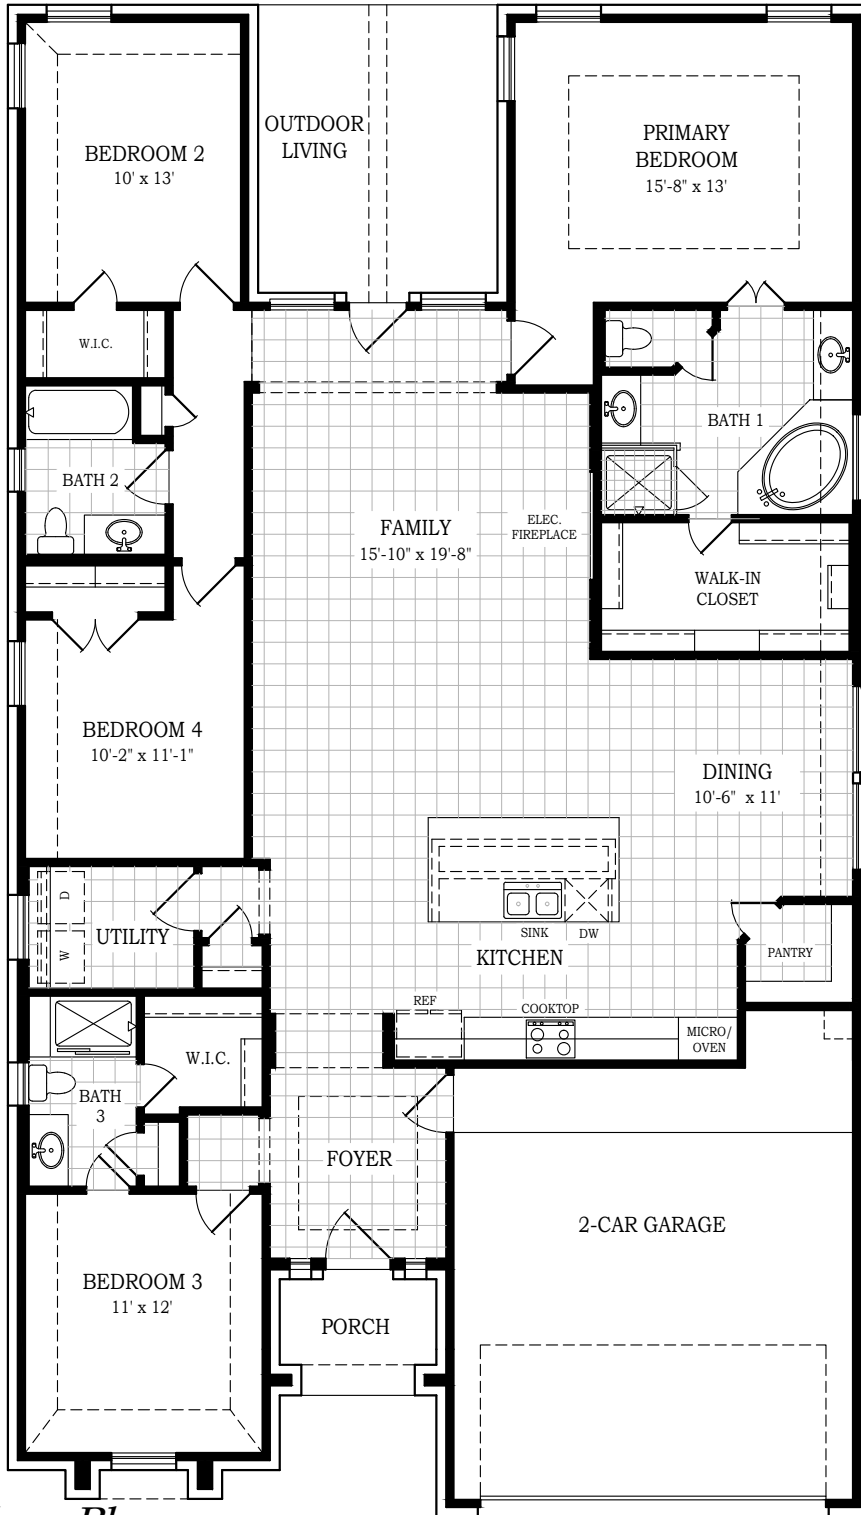 OUTDOOR
LIVING
PRIMARY
BEDROOM
15'-8" x 13'
BEDROOM 2
10' x 13'
W.I.C.
BATH 1
BATH 2
FAMILY
15'-10" x 19'-8"
ELEC.
FIREPLACE
WALK-IN
CLOSET
BEDROOM 4
10'-2" x 11'-1"
DINING
10'-6" x 11'
D
W
UTILITY
SINK
DW
KITCHEN
PANTRY
REF
COOKTOP
MICRO/
OVEN
W.I.C.
BATH
3
FOYER
2-CAR GARAGE
BEDROOM 3
11' x 12'
PORCH